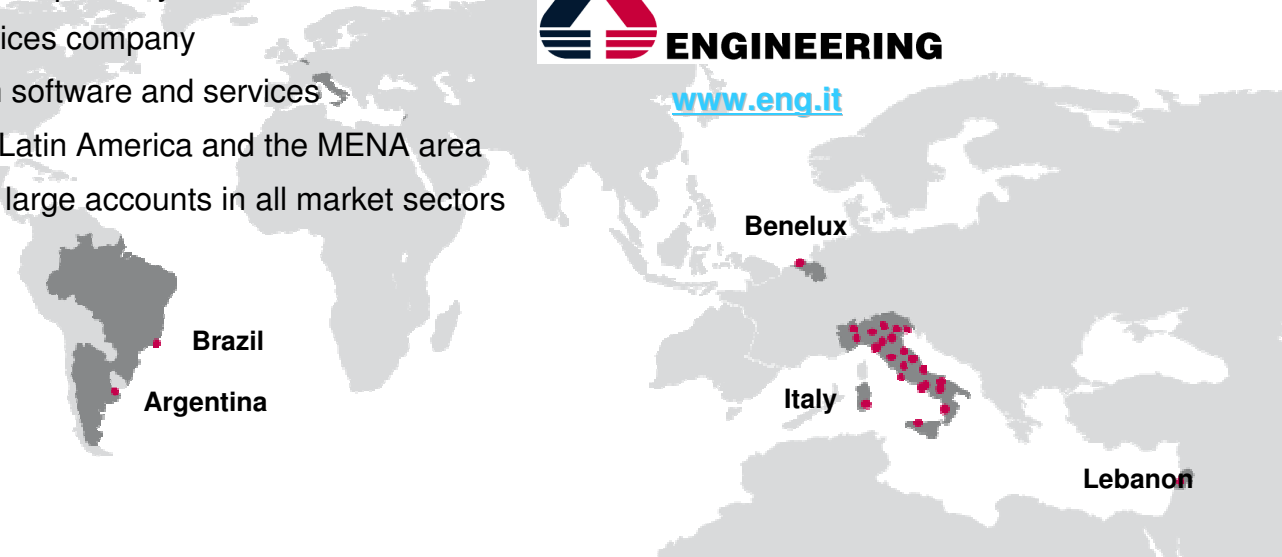 ices company
software and services
Latin America and the MENA area
large accounts in all market sectors
ENGINEERING
www.eng.it
Benelux
Brazil
Argentina
Italy
Lebanon